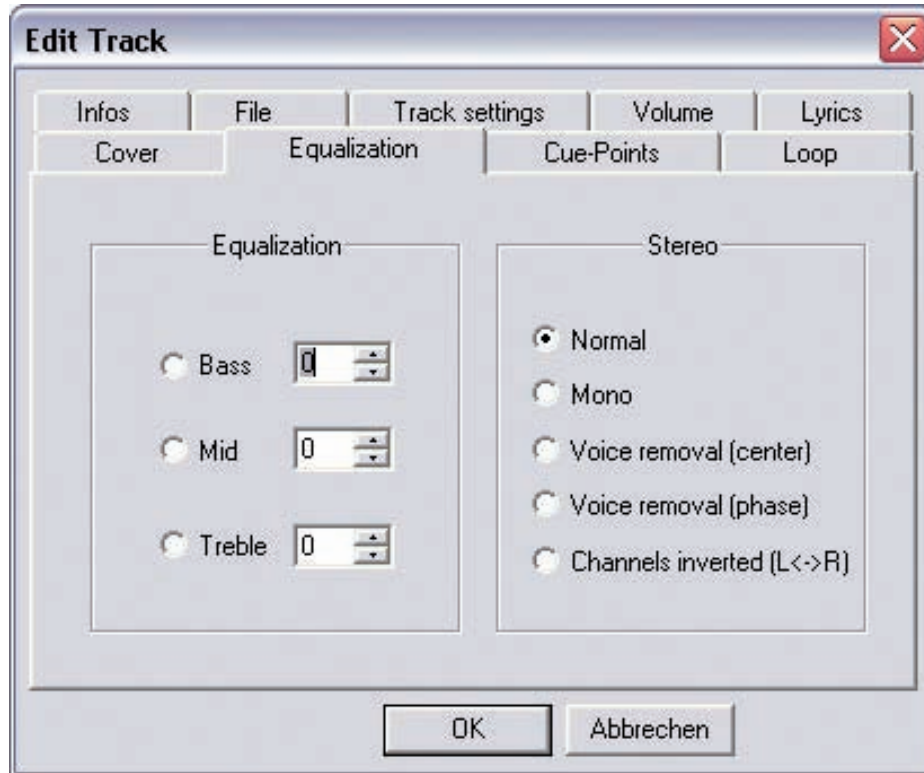 Edit Track
Infos File Track settings Volume Lyrics
Cover Equalization Cue-Points Loop
Equalization
Bass 0
Mid 0
Treble 0
Stereo
Normal
Mono
Voice removal (center)
Voice removal (phase)
Channels inverted (L<->R)
OK Abbrechen